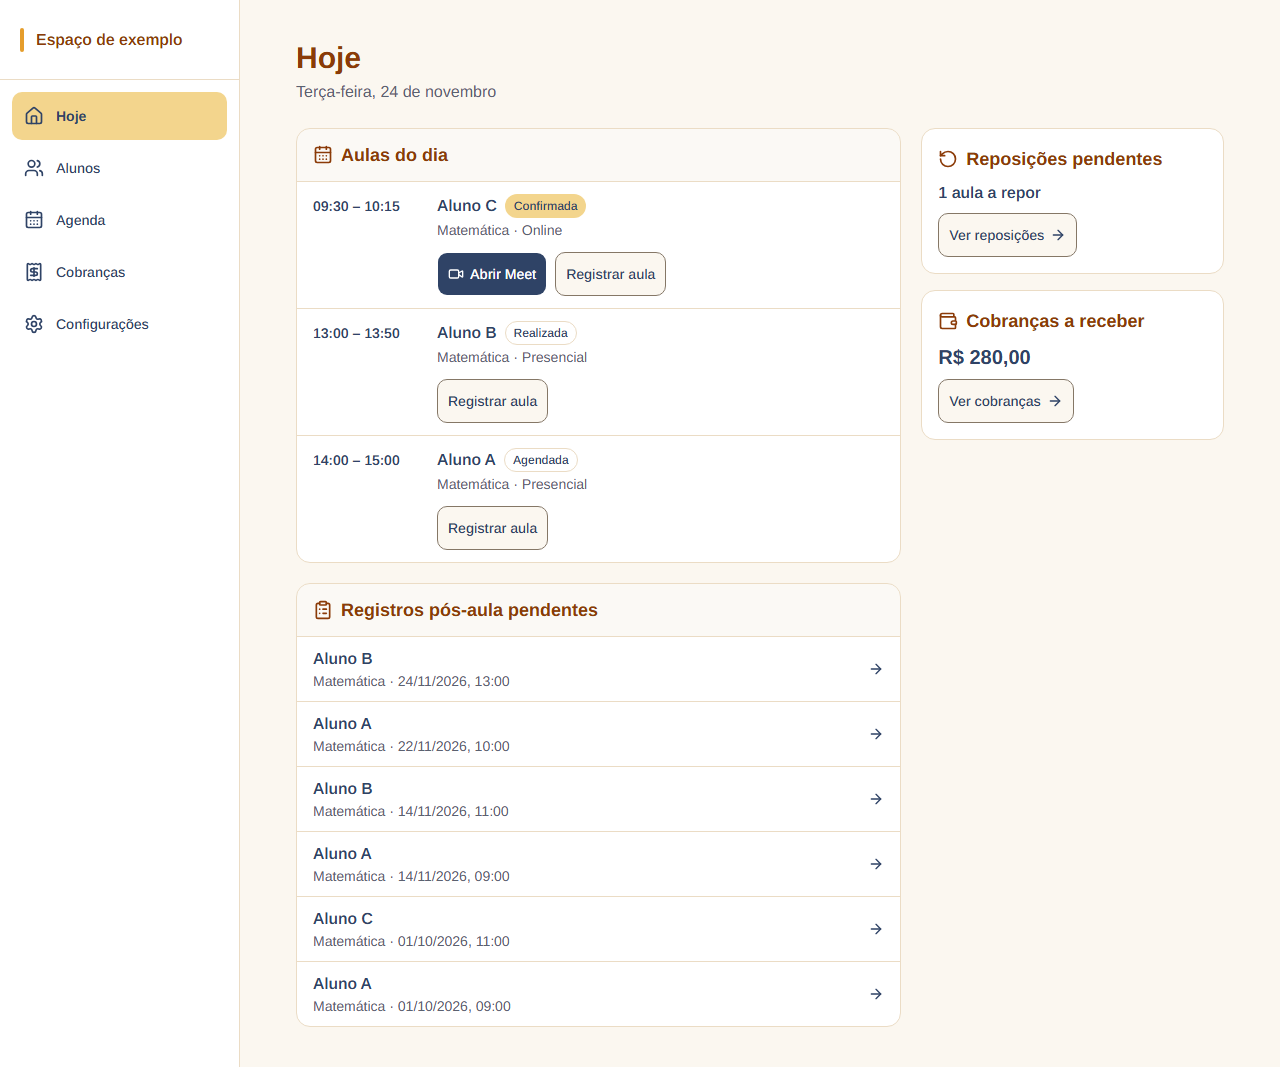 Espaço de exemplo
Hoje
Alunos
Agenda
Cobranças
Configurações
Hoje
Terça-feira, 24 de novembro
Aulas do dia
09:30 – 10:15
Aluno C Confirmada
Matemática · Online
Abrir Meet Registrar aula
13:00 – 13:50
Aluno B Realizada
Matemática · Presencial
Registrar aula
14:00 – 15:00
Aluno A Agendada
Matemática · Presencial
Registrar aula
Registros pós-aula pendentes
Aluno B
Matemática · 24/11/2026, 13:00
Aluno A
Matemática · 22/11/2026, 10:00
Aluno B
Matemática · 14/11/2026, 11:00
Aluno A
Matemática · 14/11/2026, 09:00
Aluno C
Matemática · 01/10/2026, 11:00
Aluno A
Matemática · 01/10/2026, 09:00
Reposições pendentes
1 aula a repor
Ver reposições
Cobranças a receber
R$ 280,00
Ver cobranças